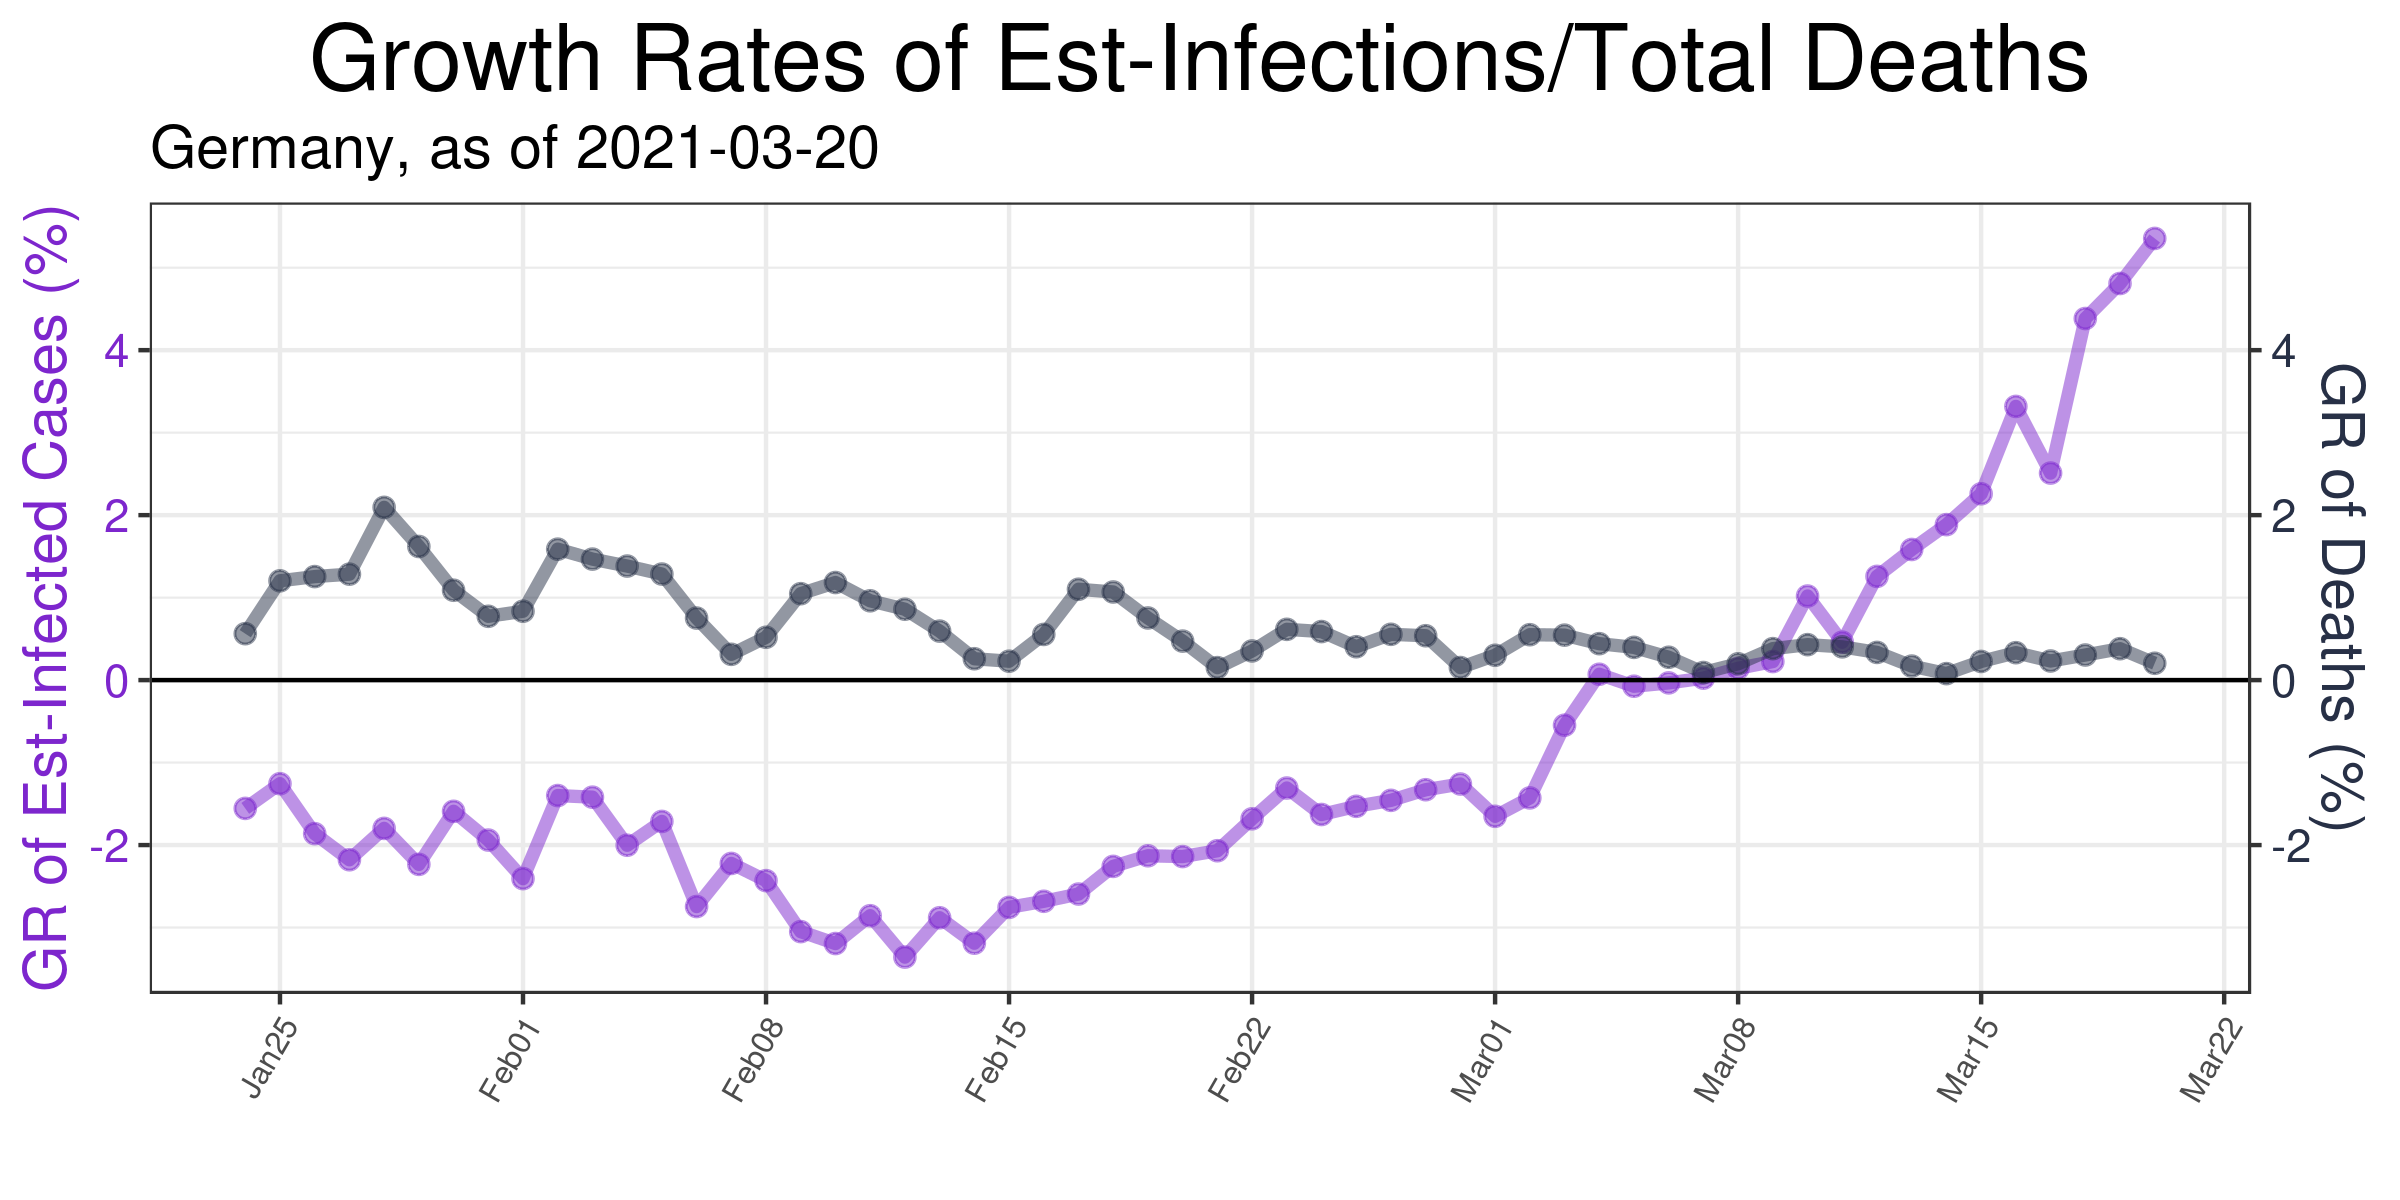 Growth Rates of Est-Infections/Total Deaths
Germany, as of 2021-03-20
GR of Est-Infected Cases (%)
4
2
0
-2
4
2
0
-2
GR of Deaths (%)
Jan25
Feb01
Feb08
Feb15
Feb22
Mar01
Mar08
Mar15
Mar22